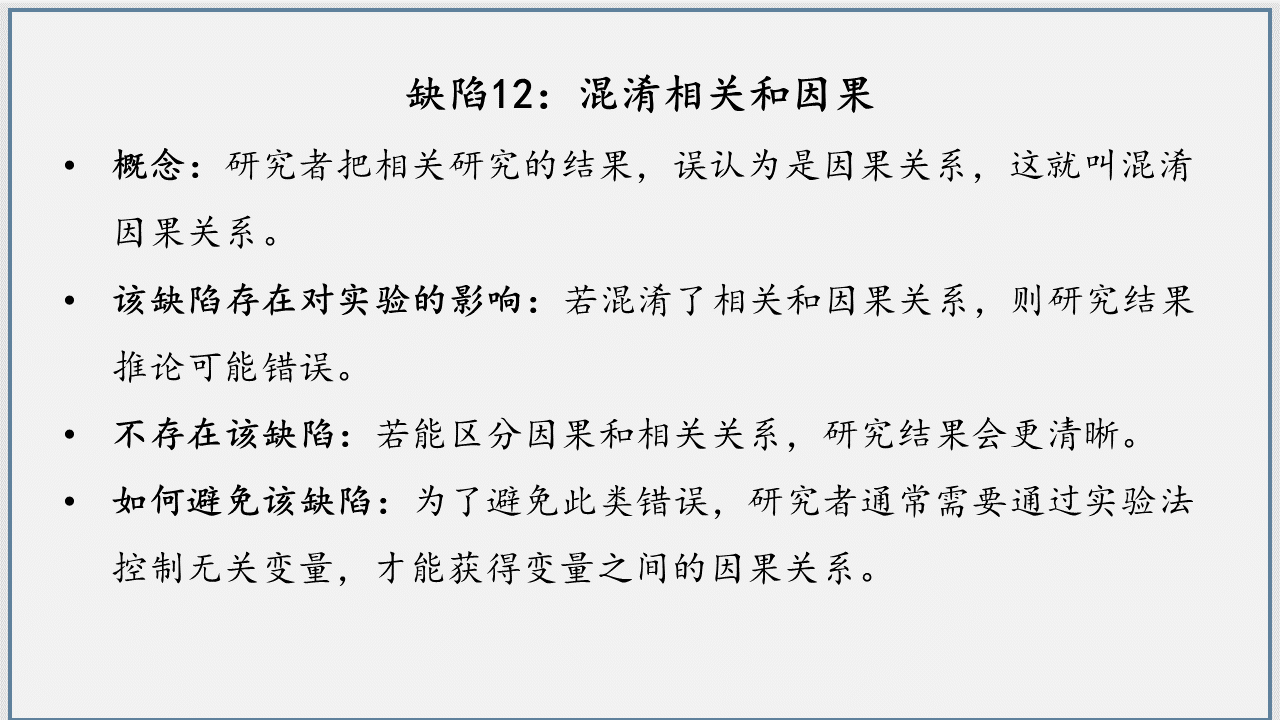 缺陷12：混淆相关和因果
• 概念：研究者把相关研究的结果，误认为是因果关系，这就叫混淆
因果关系。
• 该缺陷存在对实验的影响：若混淆了相关和因果关系，则研究结果
推论可能错误。
• 不存在该缺陷：若能区分因果和相关关系，研究结果会更清晰。
• 如何避免该缺陷：为了避免此类错误，研究者通常需要通过实验法
控制无关变量，才能获得变量之间的因果关系。